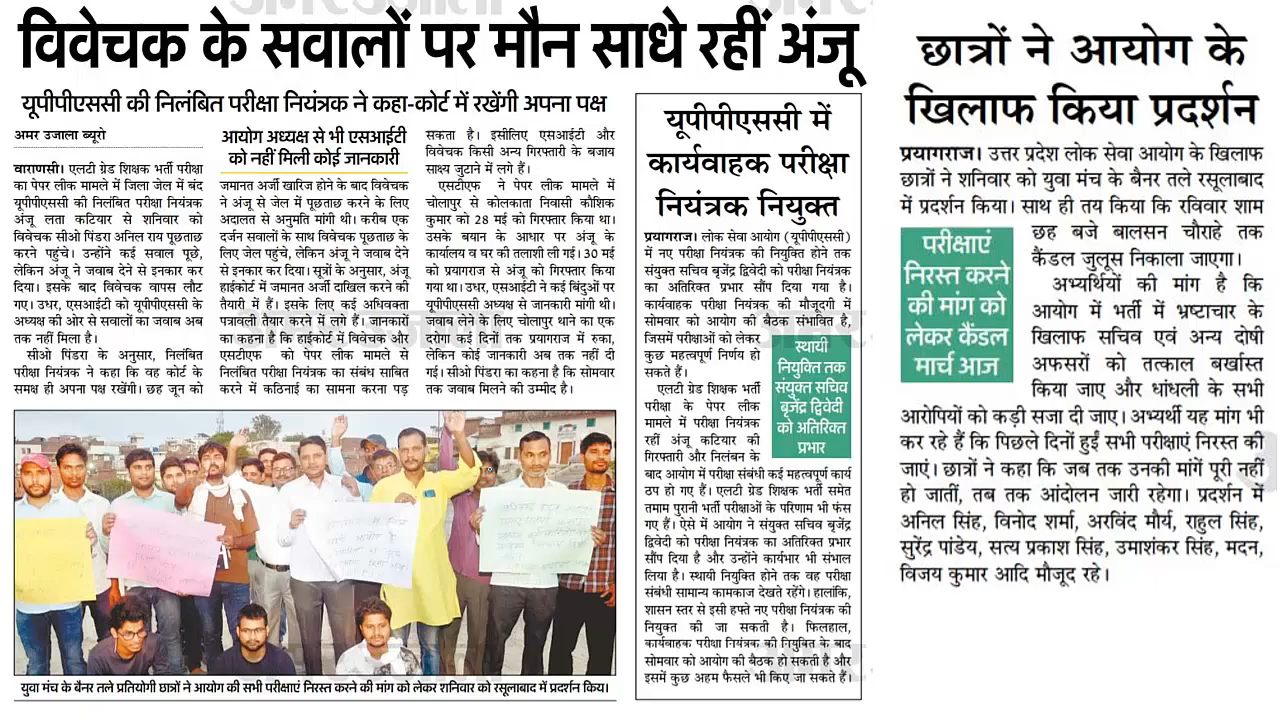 विवेचक के सवालों पर मौन साधे रहीं अंजू
यूपीपीएससी की निलंबित परीक्षा नियंत्रक ने कहा-कोर्ट में रखेंगी अपना पक्ष
अमर उजाला ब्यूरो
वाराणसी। एलटी ग्रेड शिक्षक भर्ती परीक्षा
का पेपर लीक मामले में जिला जेल में बंद
यूपीपीएससी की निलंबित परीक्षा नियंत्रक
अंजू लता कटियार से शनिवार को
विवेचक सीओ पिंडरा अनिल राय पूछताछ
करने पहुंचे। उन्होंने कई सवाल पूछे,
लेकिन अंजू ने जवाब देने से इनकार कर
दिया। इसके बाद विवेचक वापस लौट
गए। उधर, एसआईटी को यूपीपीएससी के
अध्यक्ष की ओर से सवालों का जवाब अब
तक नहीं मिला है।
सीओ पिंडरा के अनुसार, निलंबित
परीक्षा नियंत्रक ने कहा कि वह कोर्ट के
समक्ष ही अपना पक्ष रखेंगी। छह जून को
आयोग अध्यक्ष से भी एसआईटी
को नहीं मिली कोई जानकारी
जमानत अर्जी खारिज होने के बाद विवेचक
ने अंजू से जेल में पूछताछ करने के लिए
अदालत से अनुमति मांगी थी। करीब एक
दर्जन सवालों के साथ विवेचक पूछताछ के
लिए जेल पहुंचे, लेकिन अंजू ने जवाब देने
से इनकार कर दिया। सूत्रों के अनुसार, अंजू
हाईकोर्ट में जमानत अर्जी दाखिल करने की
तैयारी में हैं। इसके लिए कई अधिवक्ता
पत्रावली तैयार करने में लगे हैं। जानकारों
का कहना है कि हाईकोर्ट में विवेचक और
एसटीएफ को पेपर लीक मामले से
निलंबित परीक्षा नियंत्रक का संबंध साबित
करने में कठिनाई का सामना करना पड़
सकता है। इसीलिए एसआईटी और
विवेचक किसी अन्य गिरफ्तारी के बजाय
साक्ष्य जुटाने में लगे हैं।
एसटीएफ ने पेपर लीक मामले में
चोलापुर से कोलकाता निवासी कौशिक
कुमार को 28 मई को गिरफ्तार किया था।
उसके बयान के आधार पर अंजू के
कार्यालय व घर की तलाशी ली गई। 30 मई
को प्रयागराज से अंजू को गिरफ्तार किया
गया था। उधर, एसआईटी ने कई बिंदुओं पर
यूपीपीएससी अध्यक्ष से जानकारी मांगी थी।
जवाब लेने के लिए चोलापुर थाने का एक
दरोगा कई दिनों तक प्रयागराज में रुका,
लेकिन कोई जानकारी अब तक नहीं दी
गई। सीओ पिंडरा का कहना है कि सोमवार
तक जवाब मिलने की उम्मीद है।
युवा मंच के बैनर तले प्रतियोगी छात्रों ने आयोग की सभी परीक्षाएं निरस्त करने की मांग को लेकर शनिवार को रसूलाबाद में प्रदर्शन किय।
यूपीपीएससी में
कार्यवाहक परीक्षा
नियंत्रक नियुक्त
प्रयागराज। लोक सेवा आयोग (यूपीपीएससी)
में नए परीक्षा नियंत्रक की नियुक्ति होने तक
संयुक्त सचिव बृजेंद्र द्विवेदी को परीक्षा नियंत्रक
का अतिरिक्त प्रभार सौंप दिया गया है।
कार्यवाहक परीक्षा नियंत्रक की मौजूदगी में
सोमवार को आयोग की बैठक संभावित है,
जिसमें परीक्षाओं को लेकर
कुछ महत्वपूर्ण निर्णय हो
सकते हैं।
स्थायी
नियुक्ति तक
संयुक्त सचिव
बृजेंद्र द्विवेदी
को अतिरिक्त
प्रभार
एलटी ग्रेड शिक्षक भर्ती
परीक्षा के पेपर लीक
मामले में परीक्षा नियंत्रक
रहीं अंजू कटियार की
गिरफ्तारी और निलंबन के
बाद आयोग में परीक्षा संबंधी कई महत्वपूर्ण कार्य
ठप हो गए हैं। एलटी ग्रेड शिक्षक भर्ती समेत
तमाम पुरानी भर्ती परीक्षाओं के परिणाम भी फंस
गए हैं। ऐसे में आयोग ने संयुक्त सचिव बृजेंद्र
द्विवेदी को परीक्षा नियंत्रक का अतिरिक्त प्रभार
सौंप दिया है और उन्होंने कार्यभार भी संभाल
लिया है। स्थायी नियुक्ति होने तक वह परीक्षा
संबंधी सामान्य कामकाज देखते रहेंगे। हालांकि,
शासन स्तर से इसी हफ्ते नए परीक्षा नियंत्रक की
नियुक्त की जा सकती है। फिलहाल,
कार्यवाहक परीक्षा नियंत्रक की नियुक्ति के बाद
सोमवार को आयोग की बैठक हो सकती है और
इसमें कुछ अहम फैसले भी किए जा सकते हैं।
छात्रों ने आयोग के
खिलाफ किया प्रदर्शन
प्रयागराज। उत्तर प्रदेश लोक सेवा आयोग के खिलाफ
छात्रों ने शनिवार को युवा मंच के बैनर तले रसूलाबाद
में प्रदर्शन किया। साथ ही तय किया कि रविवार शाम
छह बजे बालसन चौराहे तक
कैंडल जुलूस निकाला जाएगा।
परीक्षाएं
निरस्त करने
की मांग को
लेकर कैंडल
मार्च आज
अभ्यर्थियों की मांग है कि
आयोग में भर्ती में भ्रष्टाचार के
खिलाफ सचिव एवं अन्य दोषी
अफसरों को तत्काल बर्खास्त
किया जाए और धांधली के सभी
आरोपियों को कड़ी सजा दी जाए। अभ्यर्थी यह मांग भी
कर रहे हैं कि पिछले दिनों हुईं सभी परीक्षाएं निरस्त की
जाएं। छात्रों ने कहा कि जब तक उनकी मांगें पूरी नहीं
हो जातीं, तब तक आंदोलन जारी रहेगा। प्रदर्शन में
अनिल सिंह, विनोद शर्मा, अरविंद मौर्य, राहुल सिंह,
सुरेंद्र पांडेय, सत्य प्रकाश सिंह, उमाशंकर सिंह, मदन,
विजय कुमार आदि मौजूद रहे।